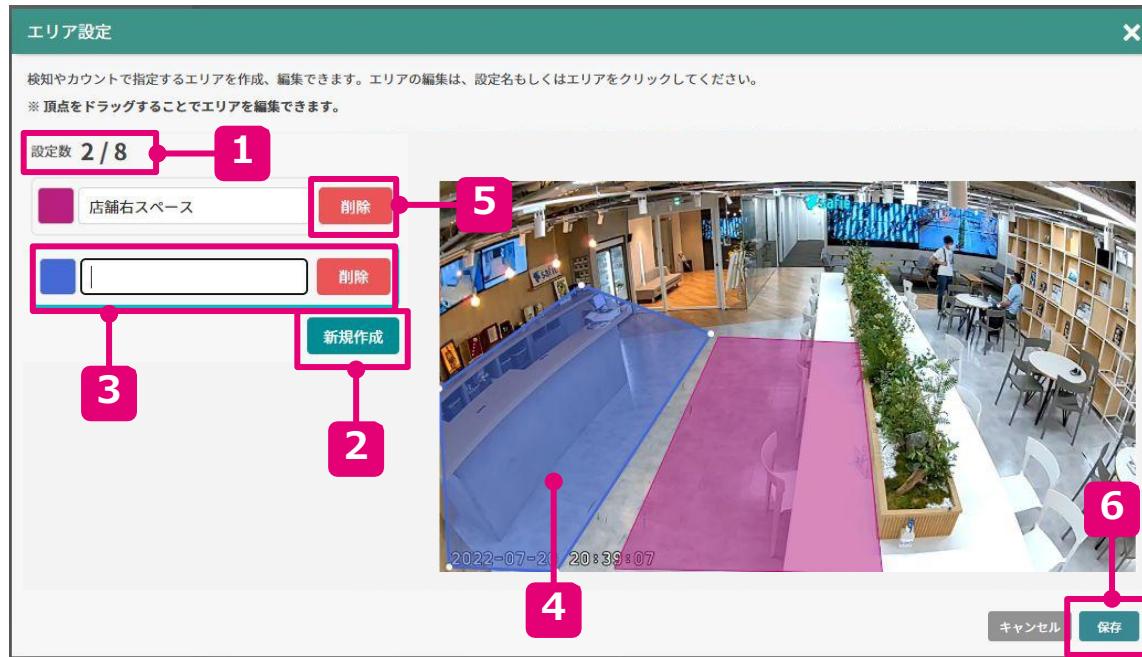 エリア設定
検知やカウントで指定するエリアを作成、編集できます。エリアの編集は、設定名もしくはエリアをクリックしてください。
※ 頂点をドラッグすることでエリアを編集できます。
設定数 2 / 8
1
店舗右スペース
削除
5
削除
新規作成
3
2
safie
safie
2022-07-20 20:39:07
4
6
キャンセル
保存